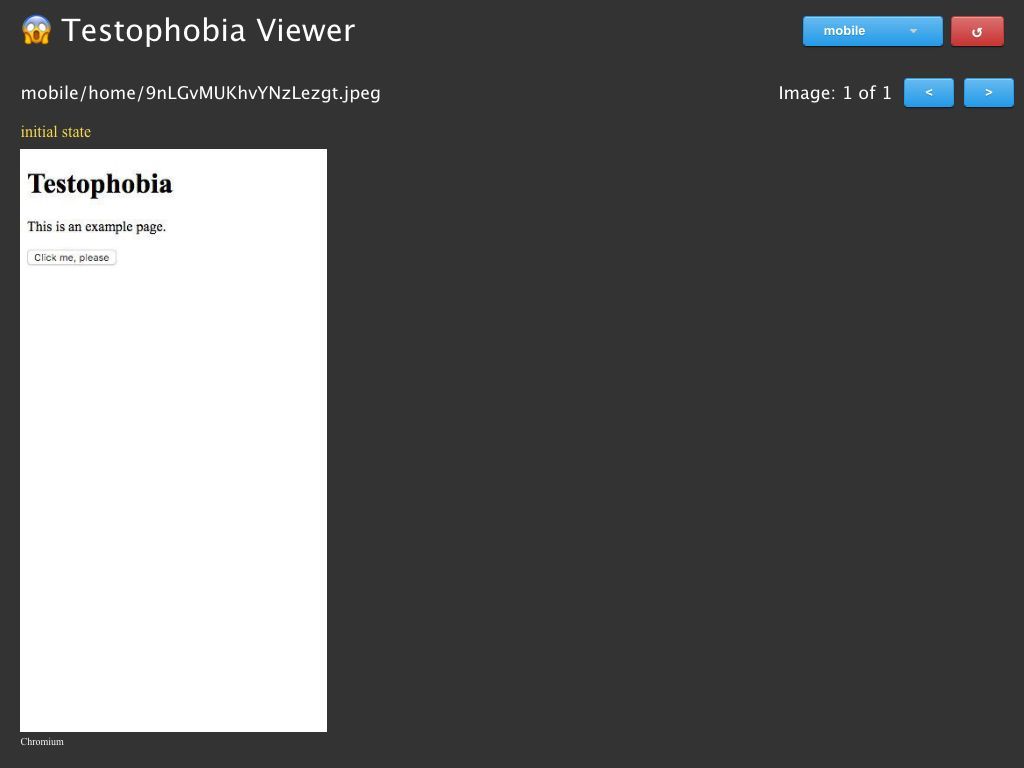 Testophobia Viewer
mobile
mobile/home/9nLGvMUKhvYNzLezgt.jpeg
Image: 1 of 1
<
>
initial state
Testophobia
This is an example page.
Click me, please
Chromium